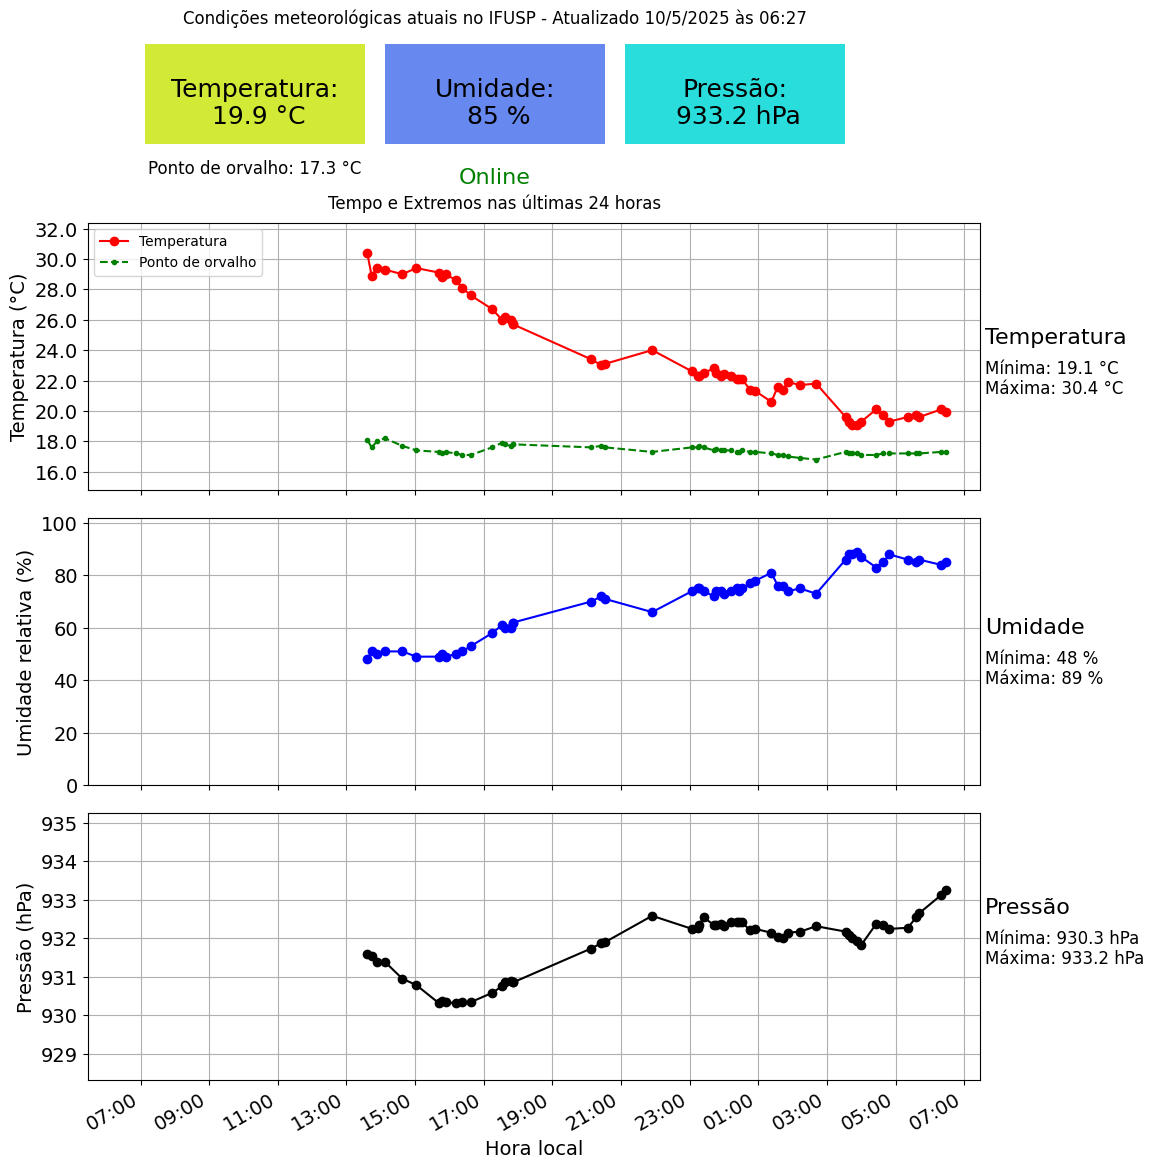 Condições meteorológicas atuais no IFUSP - Atualizado 10/5/2025 às 06:27
Temperatura:
19.9 °C
Umidade:
85 %
Pressão:
933.2 hPa
Ponto de orvalho: 17.3 °C
Online
Tempo e Extremos nas últimas 24 horas
Temperatura
Ponto de orvalho
Temperatura (°C)
32.0
30.0
28.0
26.0
24.0
22.0
20.0
18.0
16.0
Temperatura
Mínima: 19.1 °C
Máxima: 30.4 °C
Umidade relativa (%)
100
80
60
40
20
0
Umidade
Mínima: 48 %
Máxima: 89 %
Pressão (hPa)
935
934
933
932
931
930
929
Pressão
Mínima: 930.3 hPa
Máxima: 933.2 hPa
07:00 09:00 11:00 13:00 15:00 17:00 19:00 21:00 23:00 01:00 03:00 05:00 07:00
Hora local